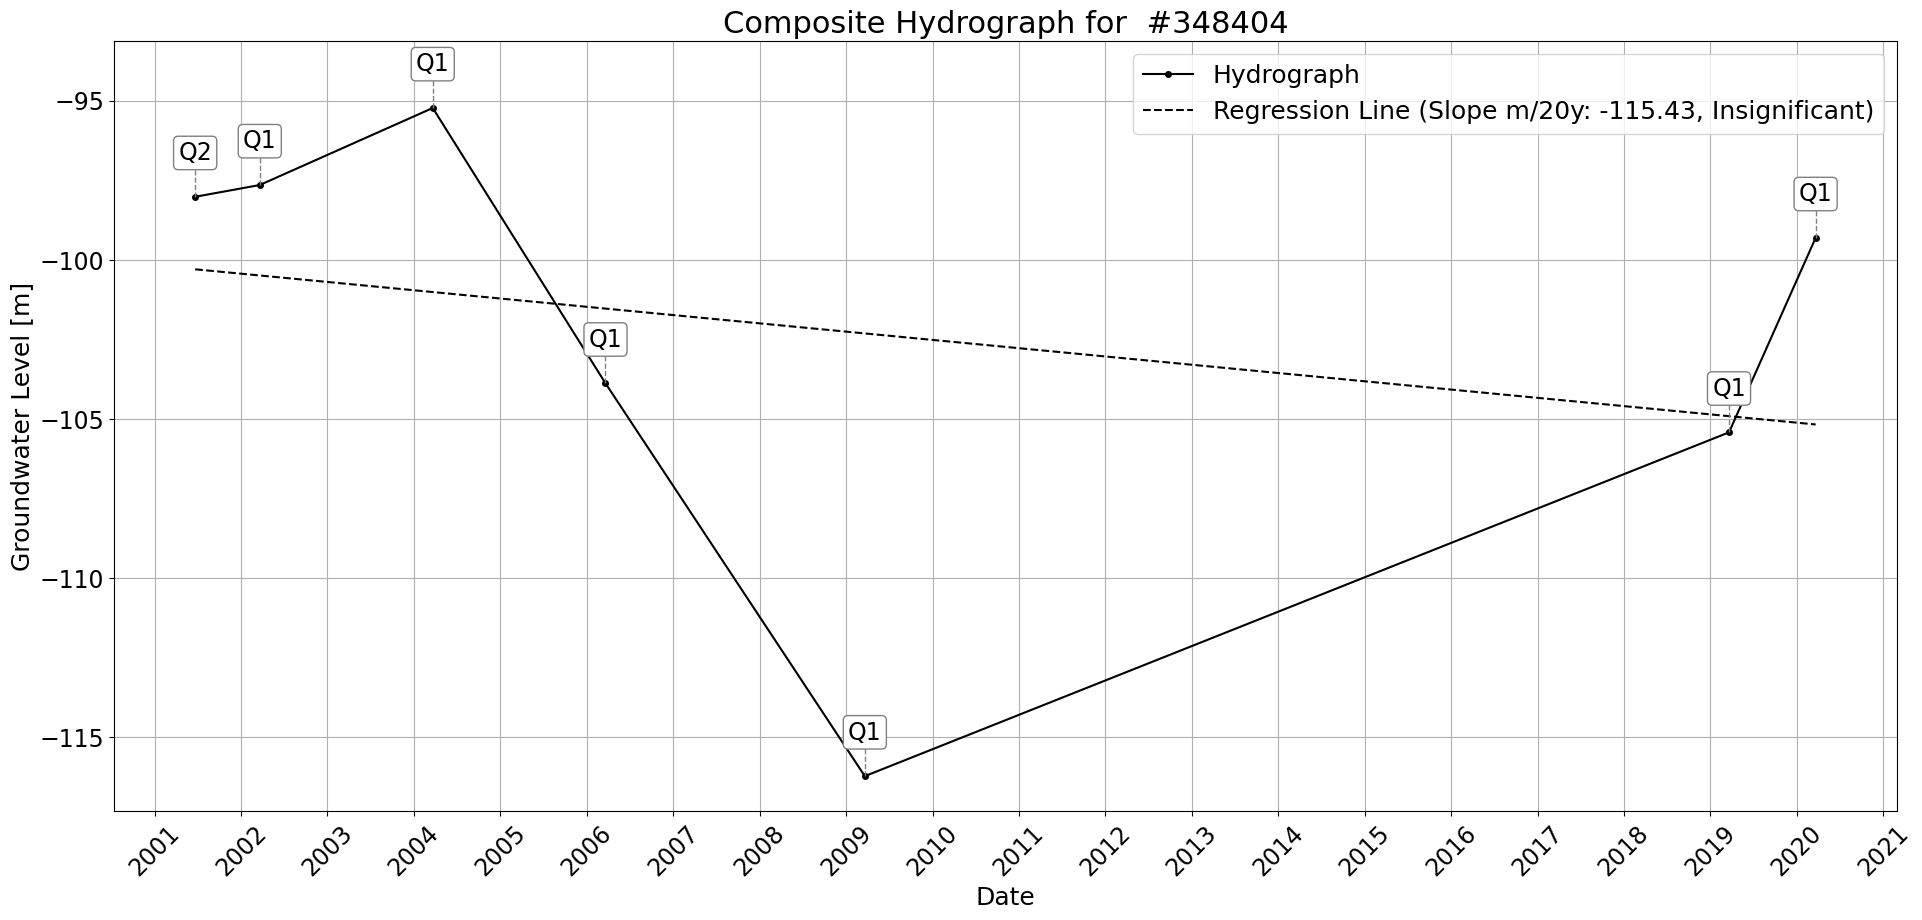 Composite Hydrograph for  #348404
Hydrograph
Regression Line (Slope m/20y: -115.43, Insignificant)
Q1
Q1
Q2
Q1
Q1
Q1
Q1
−95
−100
−105
−110
−115
Groundwater Level [m]
2001
2002
2003
2004
2005
2006
2007
2008
2009
2010
2011
2012
2013
2014
2015
2016
2017
2018
2019
2020
2021
Date